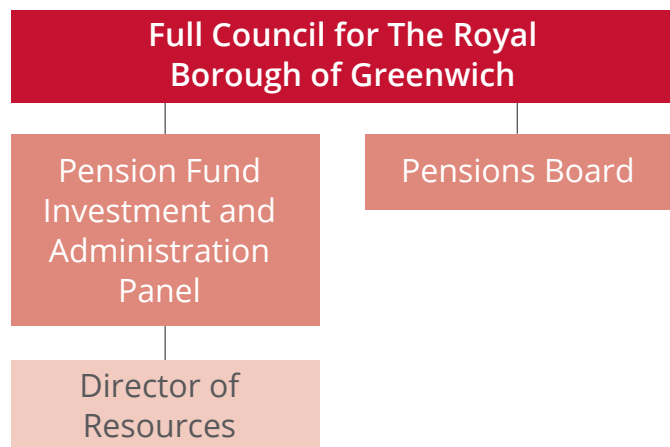 Full Council for The Royal
Borough of Greenwich
Pension Fund
Investment and
Administration
Panel
Pensions Board
Director of
Resources